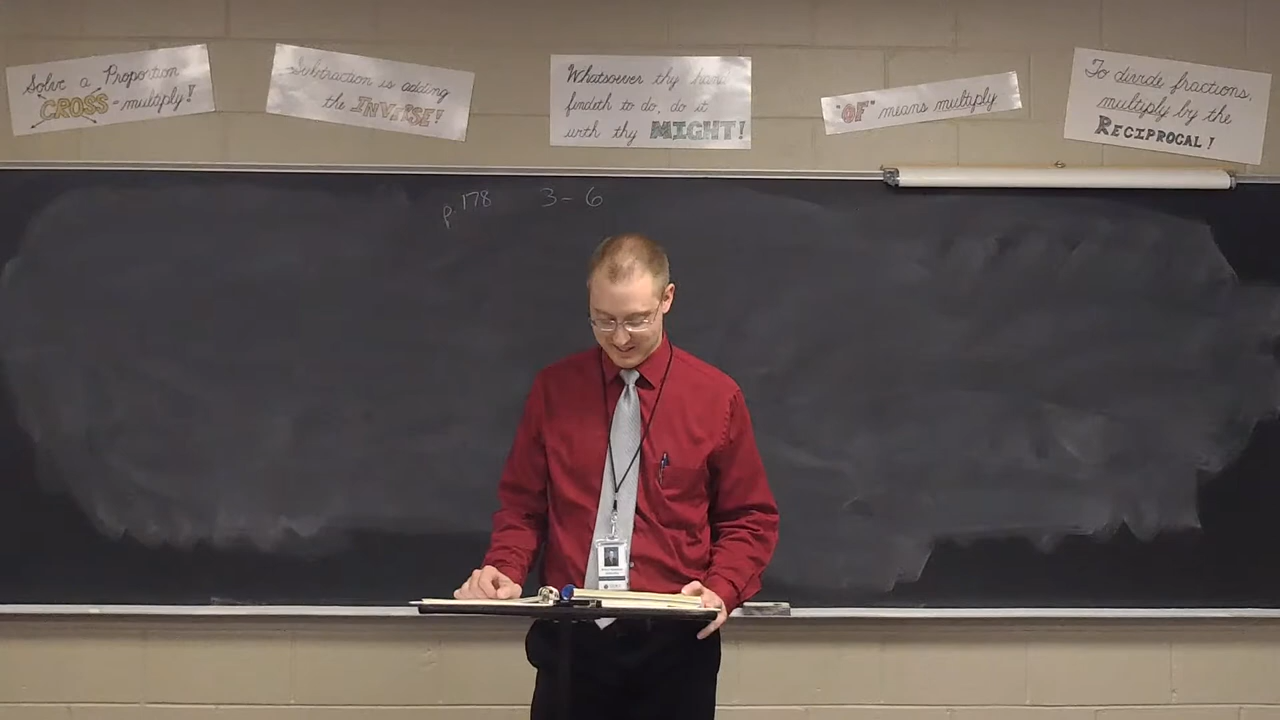 Solve a Proportion
CROSS-multiply!
Subtraction is adding
the INVERSE!
Whatsoever thy hand
findeth to do, do it
with thy MIGHT!
"OF" means multiply
To divide fractions,
multiply by the
RECIPROCAL!
p. 178 3-6